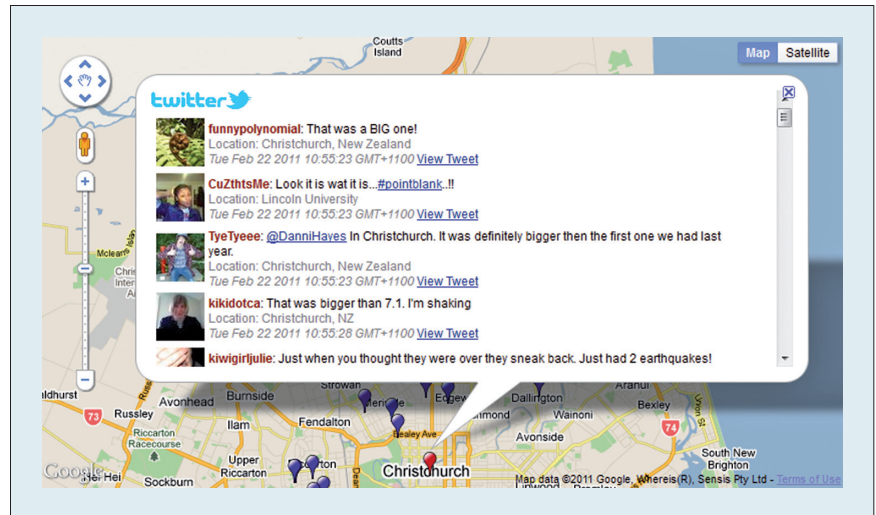 Coutts
Island
Map Satellite
twitter
funnypolynomial: That was a BIG one!
Location: Christchurch, New Zealand
Tue Feb 22 2011 10:55:23 GMT+1100 View Tweet
CuZthtsMe: Look it is wat it is...#pointblank..!!
Location: Lincoln University
Tue Feb 22 2011 10:55:23 GMT+1100 View Tweet
TyeTyeee: @DanniHayes In Christchurch. It was definitely bigger then the first one we had last
year.
Location: Christchurch, New Zealand
Tue Feb 22 2011 10:55:23 GMT+1100 View Tweet
kikidotca: That was bigger than 7.1. I'm shaking
Location: Christchurch, NZ
Tue Feb 22 2011 10:55:28 GMT+1100 View Tweet
kiwigirljulie: Just when you thought they were over they sneak back. Just had 2 earthquakes!
Strowan
Burnside
Avonhead
Dallington
Aranui
Bexley
73
Russley
Ilam
Fendalton
Wainoni
74
Riccarton
Racecourse
Bealey Ave
Avonside
Upper
Riccarton
South New
Brighton
Google
Hei Hei
Sockburn
Christchurch
Map data ©2011 Google, Whereis(R), Sensis Pty Ltd - Terms of Use